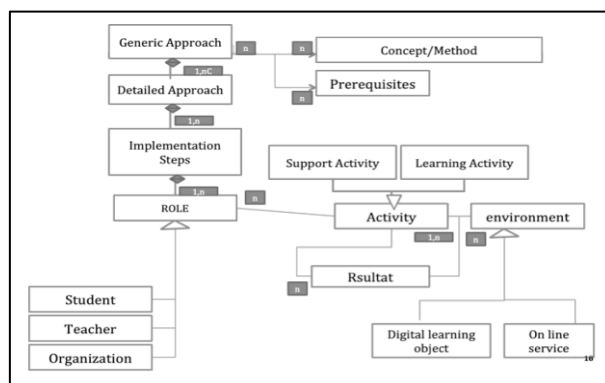 Generic Approach
n
n
Concept/Method
1,nC
Detailed Approach
n
Prerequisites
1,n
Implementation
Steps
Support Activity
Learning Activity
1,n
ROLE
n
Activity
environment
1,n
n
Rsultat
n
Student
Teacher
Organization
Digital learning
object
On line
service
18